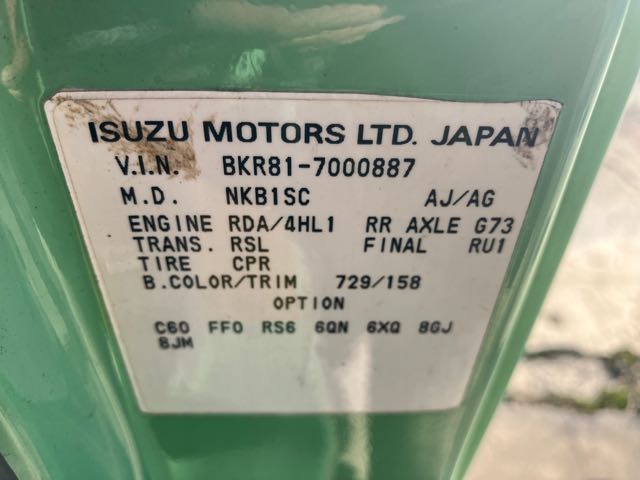 ISUZU MOTORS LTD. JAPAN
V.I.N. BKR81-7000887
M.D. NKB1SC AJ/AG
ENGINE RDA/4HL1 RR AXLE G73
TRANS. RSL FINAL RU1
TIRE CPR
B.COLOR/TRIM 729/158
OPTION
C60 FF0 RS6 6QN 6XQ 8GJ
8JM